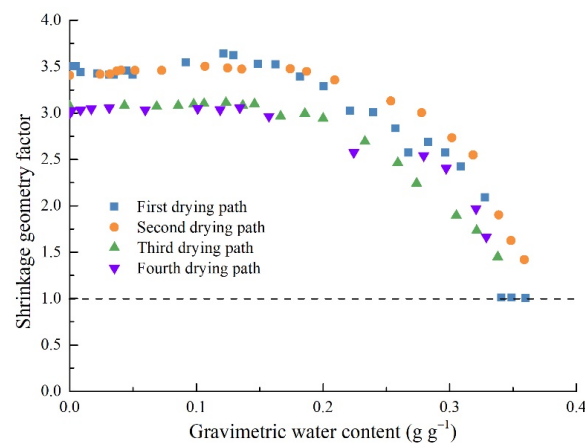 4.0
3.5
3.0
2.5
2.0
1.5
1.0
0.5
0.0
Shrinkage geometry factor
First drying path
Second drying path
Third drying path
Fourth drying path
0.0 0.1 0.2 0.3 0.4
Gravimetric water content (g g⁻¹)